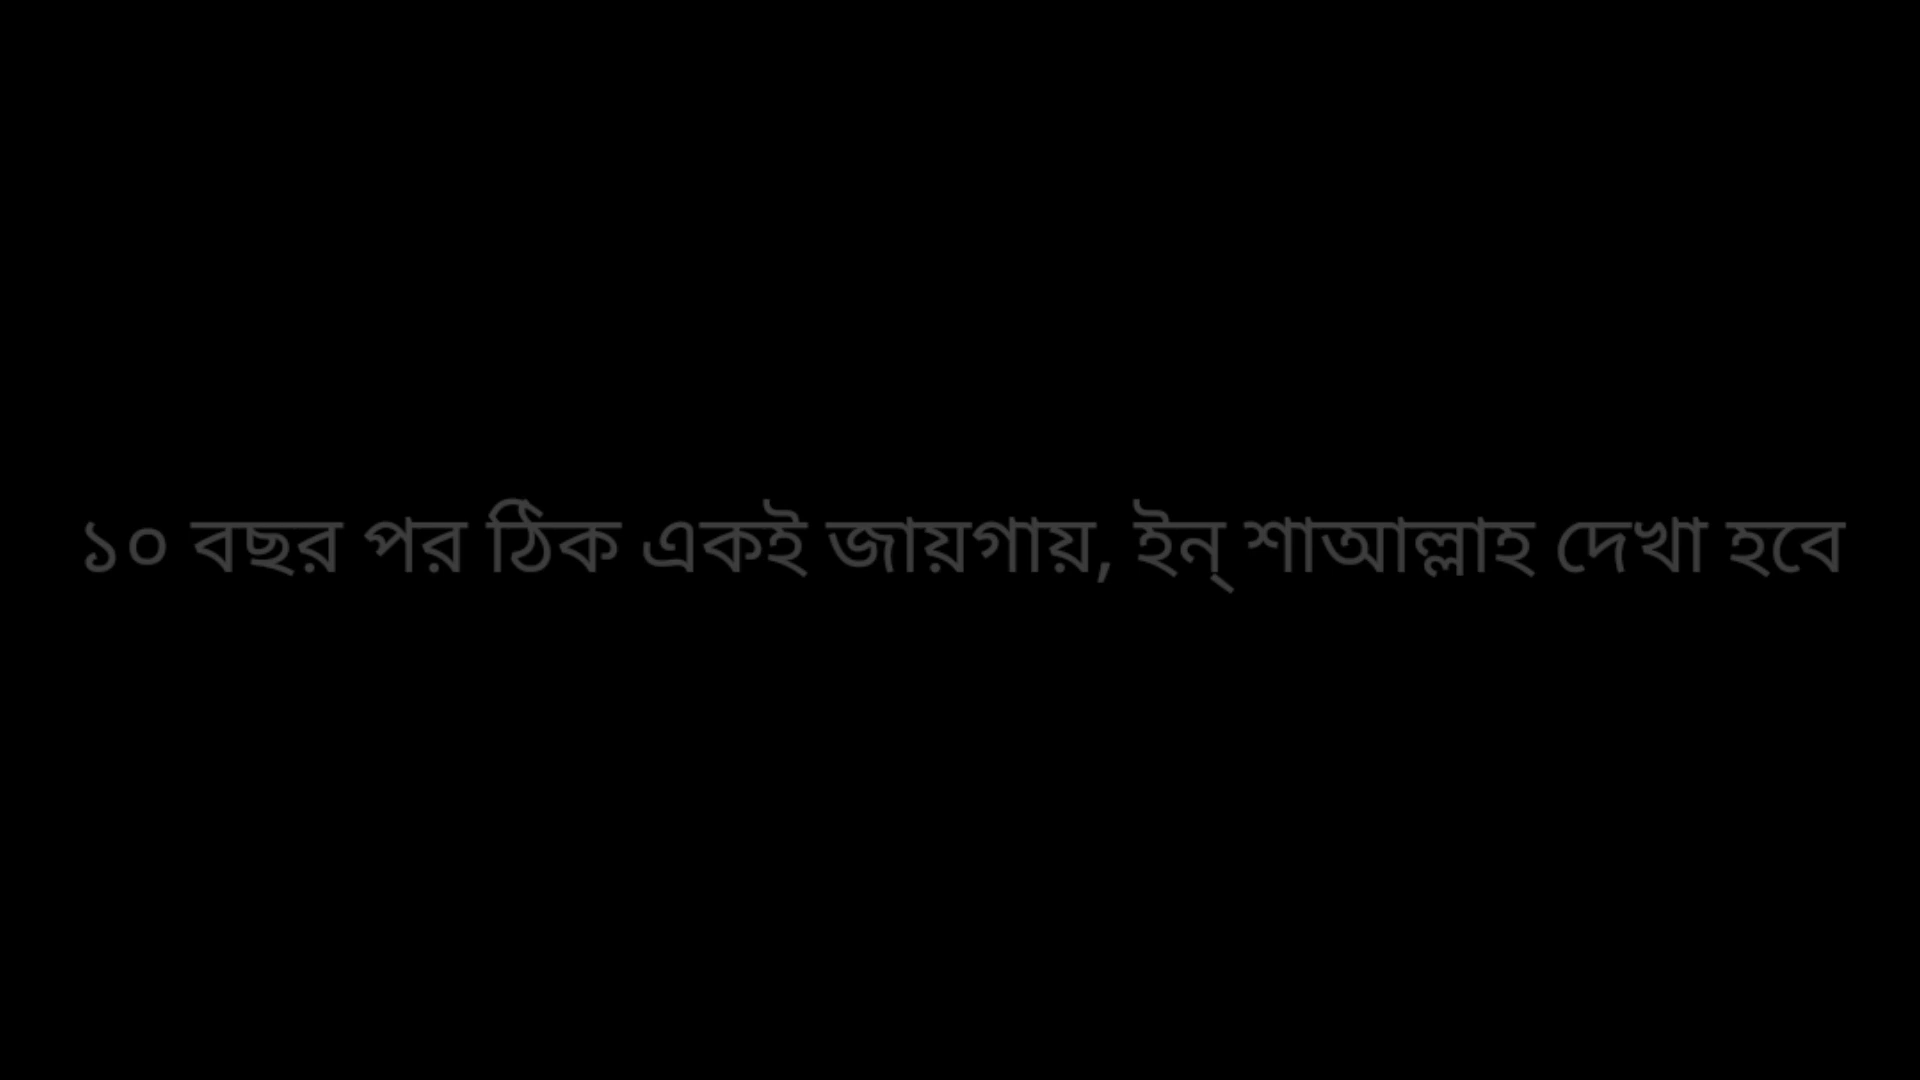 ১০ বছর পর ঠিক একই জায়গায়, ইন্ শাআল্লাহ দেখা হবে